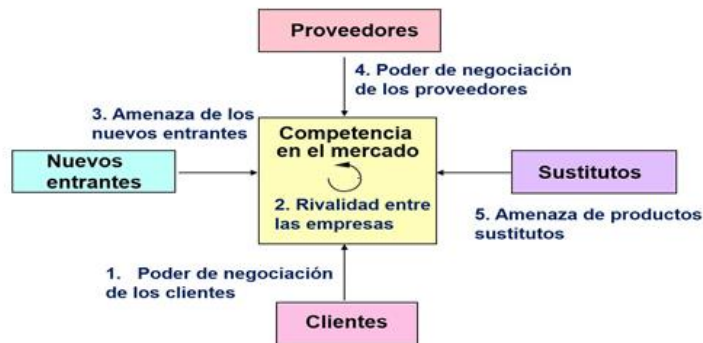 Proveedores
4. Poder de negociación
de los proveedores
3. Amenaza de los
nuevos entrantes
Competencia
en el mercado
Nuevos
entrantes
Sustitutos
2. Rivalidad entre
las empresas
5. Amenaza de productos
sustitutos
1. Poder de negociación
de los clientes
Clientes